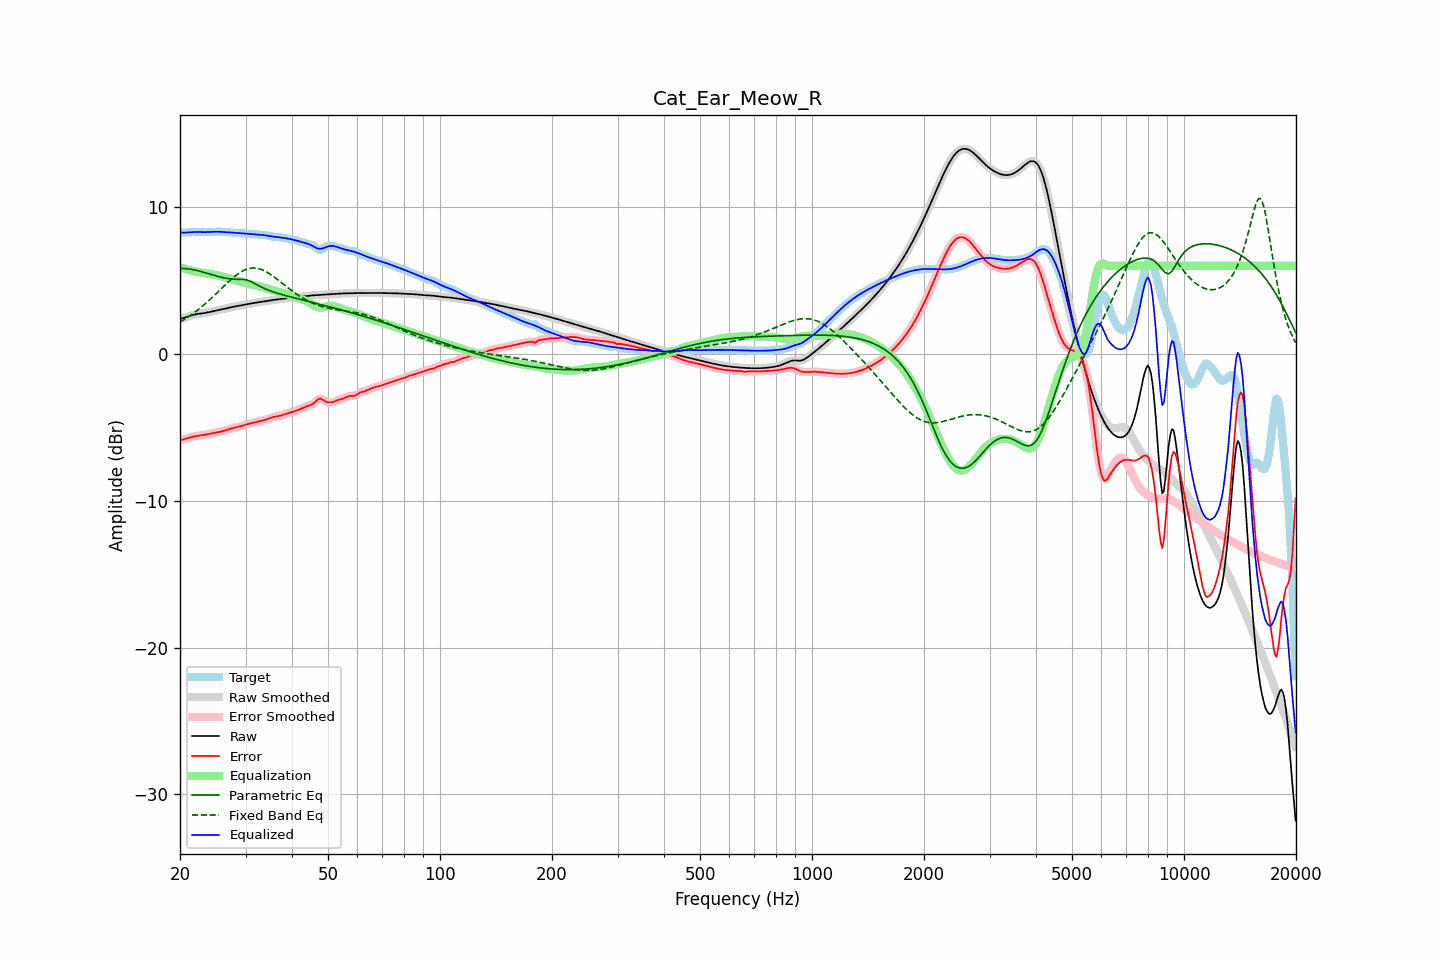 Cat_Ear_Meow_R
Amplitude (dBr)
10
0
−10
−20
−30
Target
Raw Smoothed
Error Smoothed
Raw
Error
Equalization
Parametric Eq
Fixed Band Eq
Equalized
20 50 100 200 500 1000 2000 5000 10000 20000
Frequency (Hz)